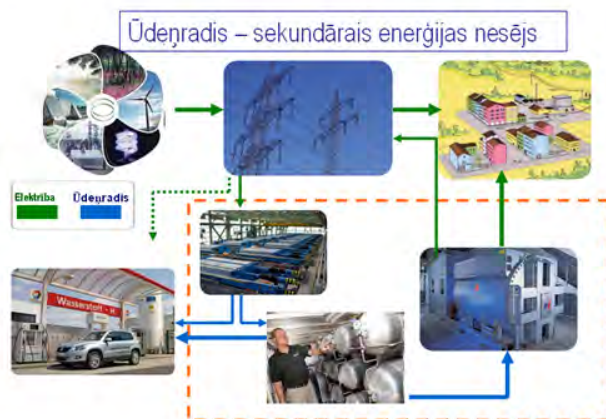 Ūdeņradis – sekundārais enerģijas nesējs
Elektrība Ūdeņradis
Wasserstoff - H